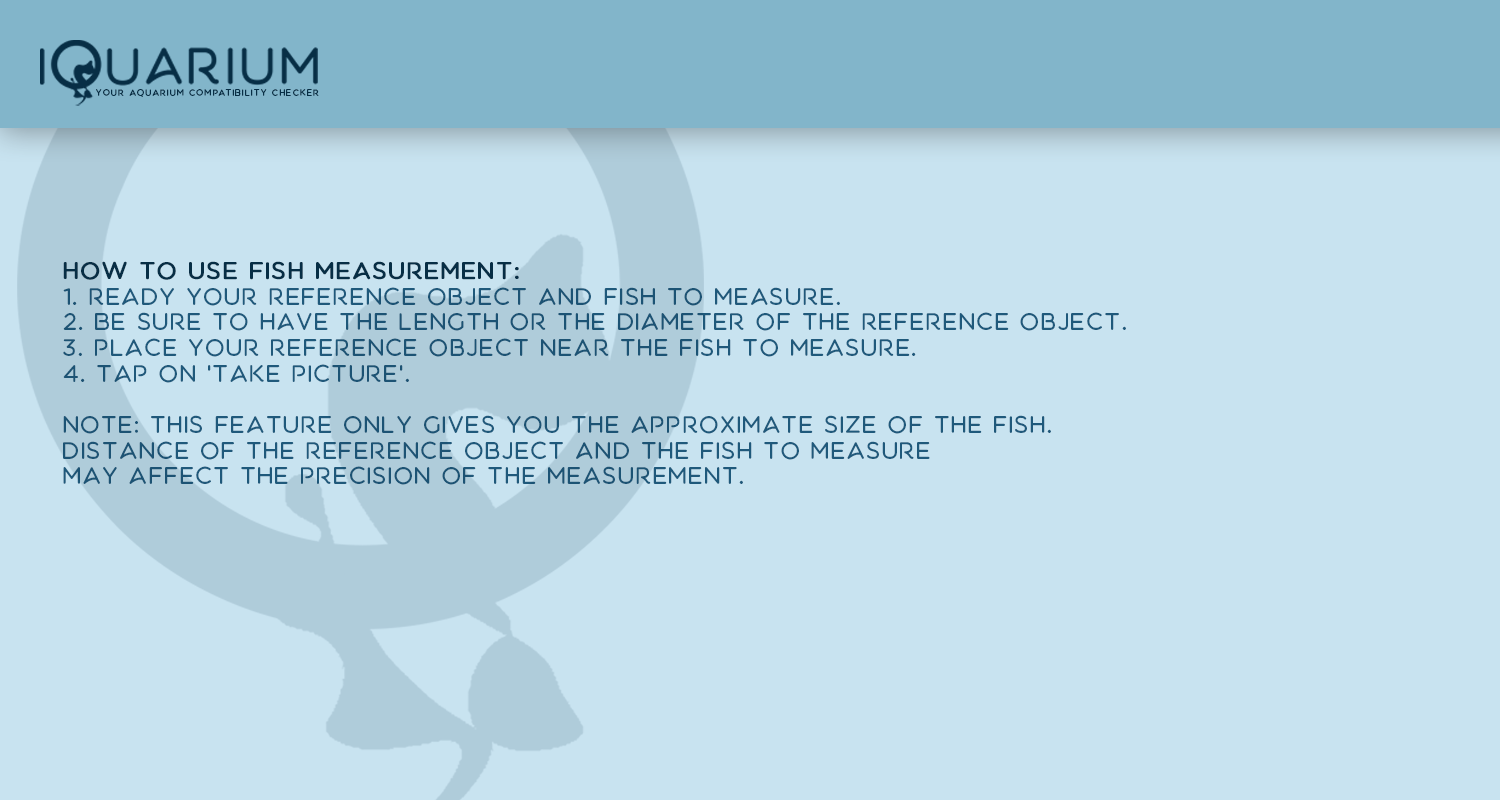 IQUARIUM
YOUR AQUARIUM COMPATIBILITY CHECKER
HOW TO USE FISH MEASUREMENT:
1. READY YOUR REFERENCE OBJECT AND FISH TO MEASURE.
2. BE SURE TO HAVE THE LENGTH OR THE DIAMETER OF THE REFERENCE OBJECT.
3. PLACE YOUR REFERENCE OBJECT NEAR THE FISH TO MEASURE.
4. TAP ON 'TAKE PICTURE'.
NOTE: THIS FEATURE ONLY GIVES YOU THE APPROXIMATE SIZE OF THE FISH.
DISTANCE OF THE REFERENCE OBJECT AND THE FISH TO MEASURE
MAY AFFECT THE PRECISION OF THE MEASUREMENT.